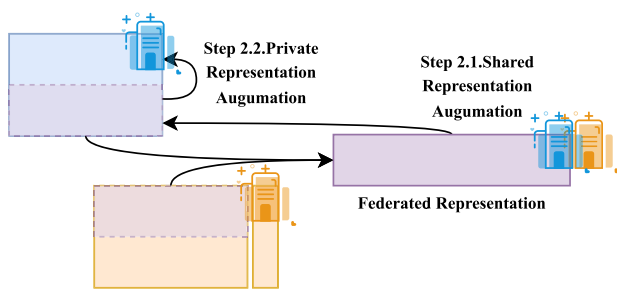 Step 2.2.Private
Representation
Augumation
Step 2.1.Shared
Representation
Augumation
Federated Representation